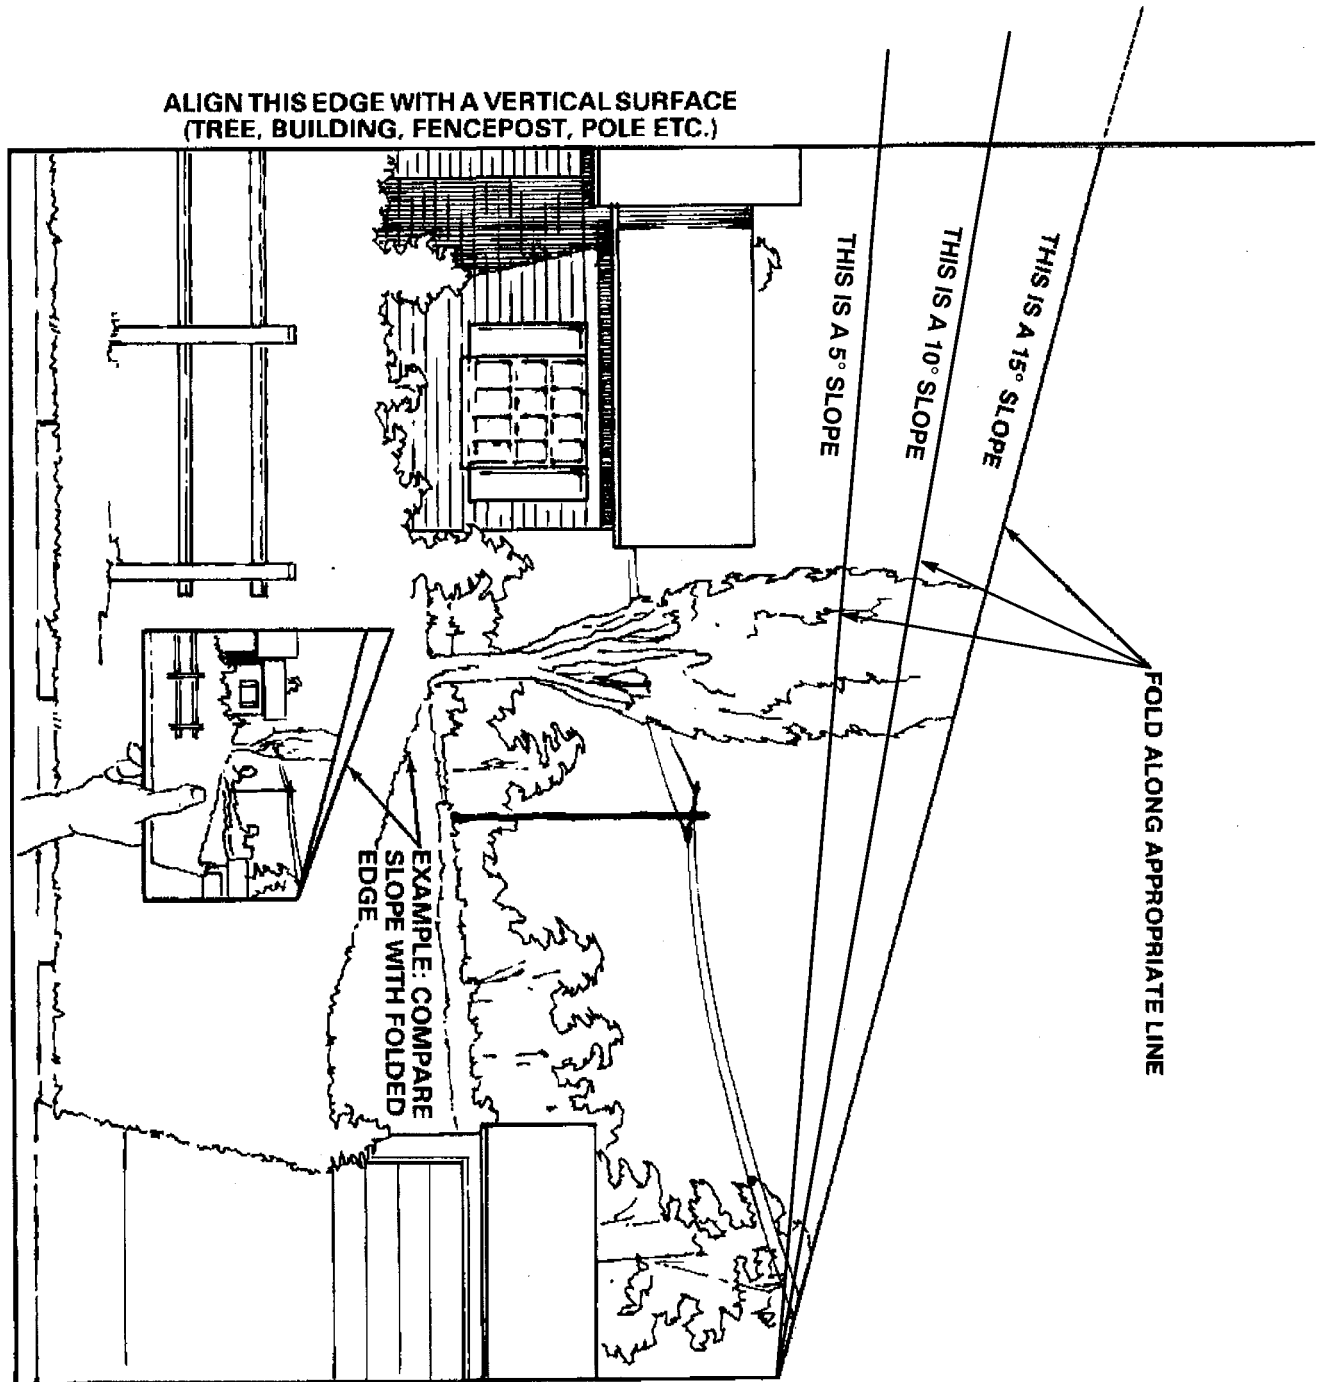 ALIGN THIS EDGE WITH A VERTICAL SURFACE
(TREE, BUILDING, FENCEPOST, POLE ETC.)
THIS IS A 15° SLOPE
THIS IS A 10° SLOPE
THIS IS A 5° SLOPE
FOLD ALONG APPROPRIATE LINE
EXAMPLE: COMPARE
SLOPE WITH FOLDED
EDGE